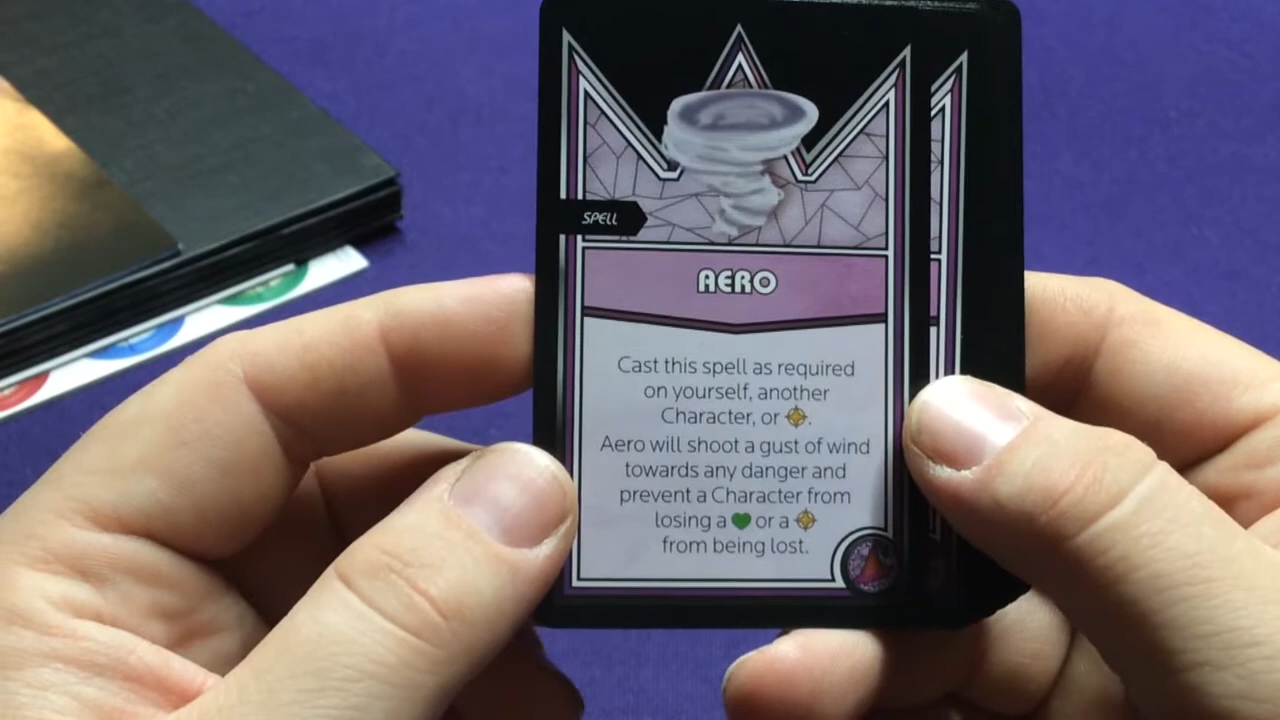 SPELL
AERO
Cast this spell as required
on yourself, another
Character, or .
Aero will shoot a gust of wind
towards any danger and
prevent a Character from
losing a or a
from being lost.